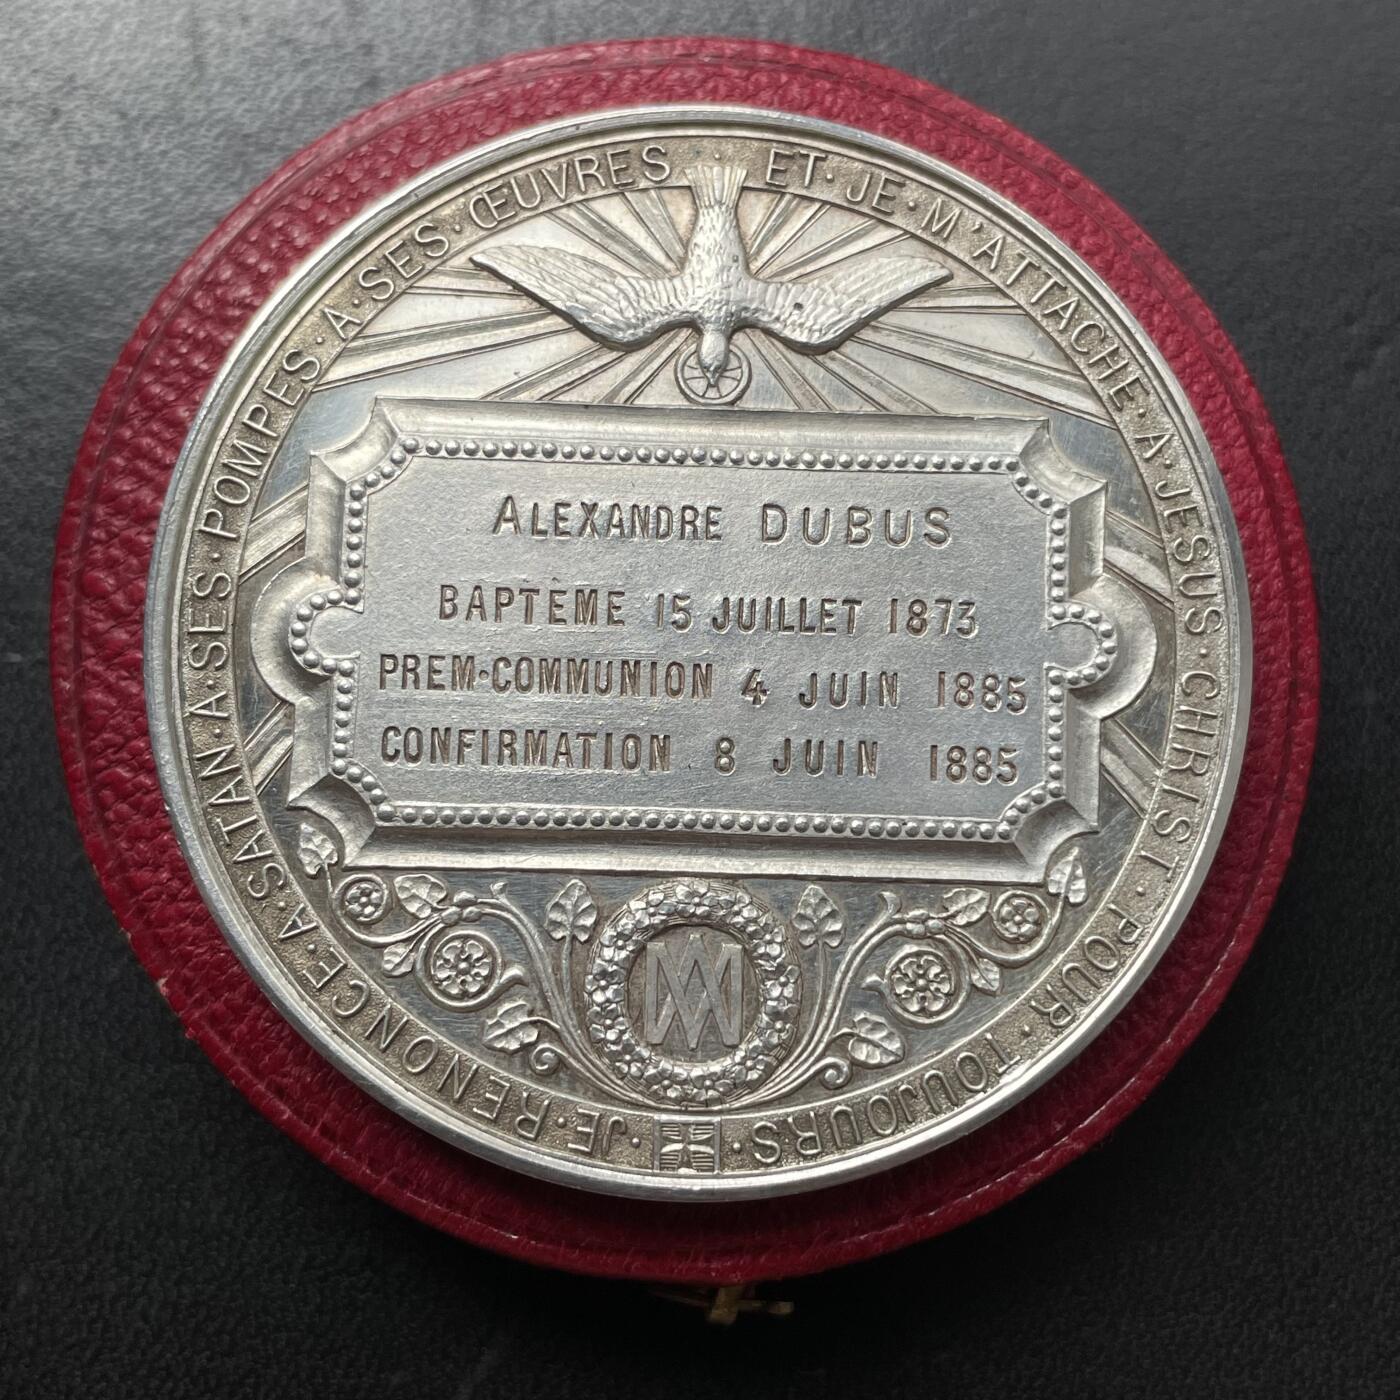 JE · RENONCE · A · SATAN · A · SES · POMPES · A · SES · ŒUVRES · ET · JE · M'ATTACHE · A · JESUS · CHRIST · POUR · TOUJOURS ·
ALEXANDRE DUBUS
BAPTEME 15 JUILLET 1873
PREM·COMMUNION 4 JUIN 1885
CONFIRMATION 8 JUIN 1885